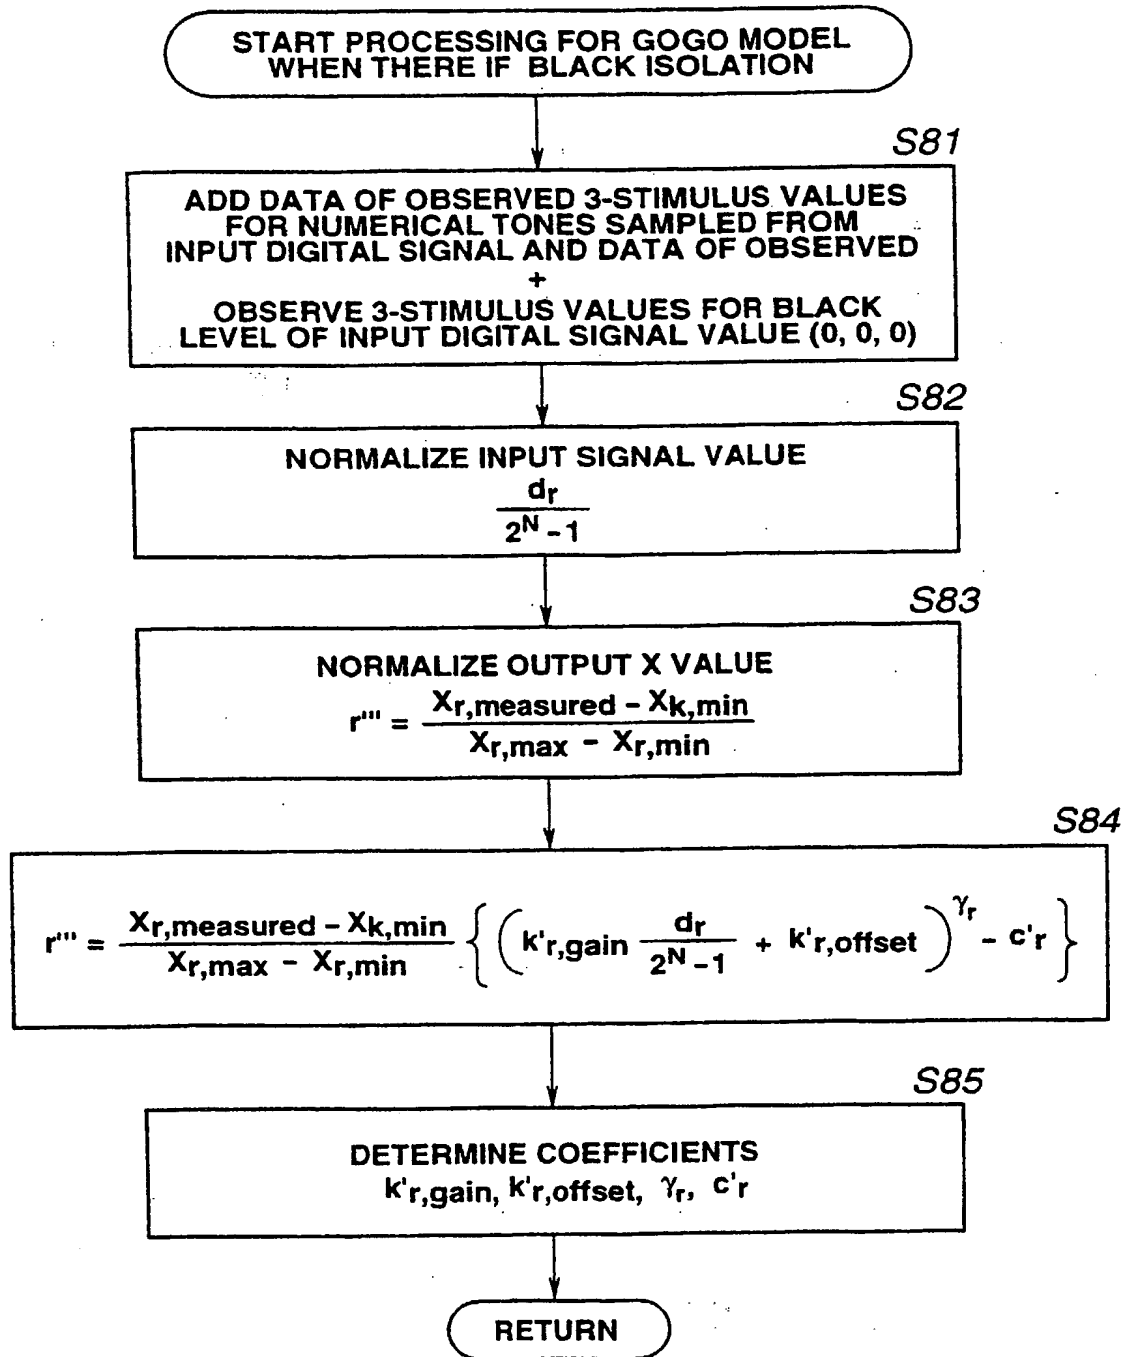 START PROCESSING FOR GOGO MODEL
WHEN THERE IF BLACK ISOLATION
S81
ADD DATA OF OBSERVED 3-STIMULUS VALUES
FOR NUMERICAL TONES SAMPLED FROM
INPUT DIGITAL SIGNAL AND DATA OF OBSERVED
+
OBSERVE 3-STIMULUS VALUES FOR BLACK
LEVEL OF INPUT DIGITAL SIGNAL VALUE (0, 0, 0)
S82
NORMALIZE INPUT SIGNAL VALUE
dr
2^N - 1
S83
NORMALIZE OUTPUT X VALUE
r''' = Xr,measured - Xk,min
Xr,max - Xr,min
S84
r''' = Xr,measured - Xk,min / Xr,max - Xr,min { ( k'r,gain dr / 2^N - 1 + k'r,offset )^γr - c'r }
S85
DETERMINE COEFFICIENTS
k'r,gain, k'r,offset, γr, c'r
RETURN